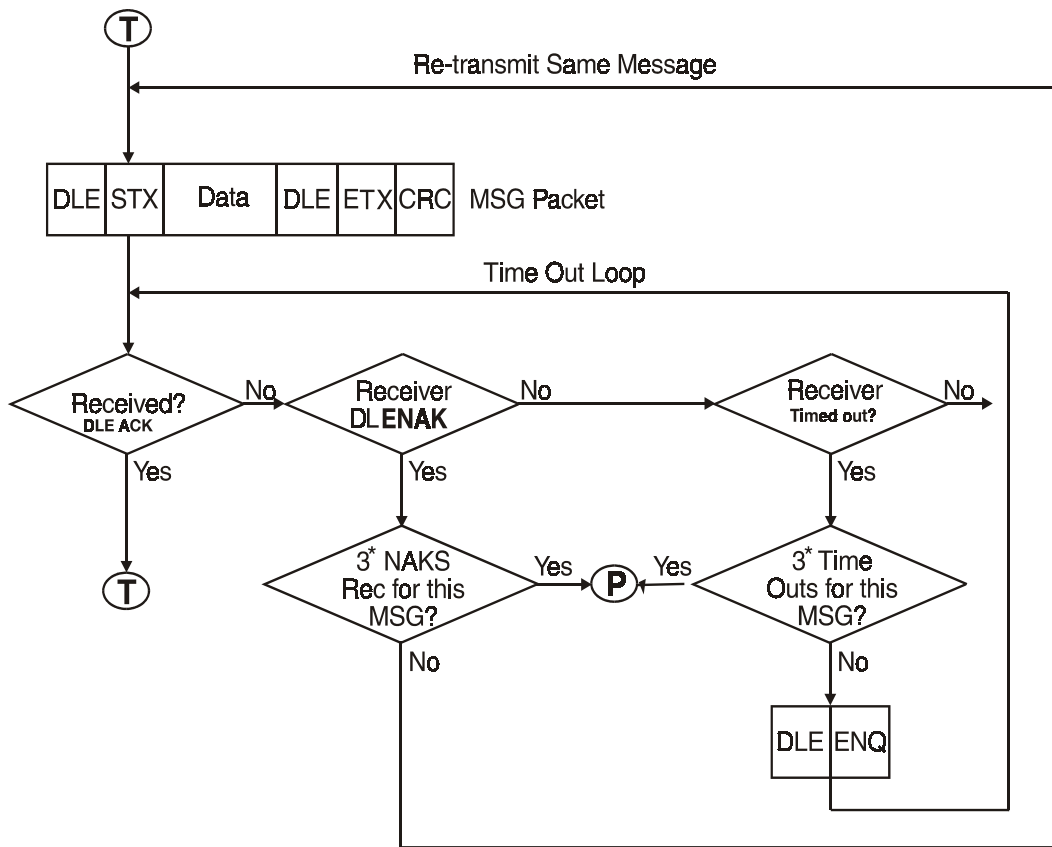 T
Re-transmit Same Message
DLE STX Data DLE ETX CRC MSG Packet
Time Out Loop
Received?
DLE ACK
No
Receiver
DLENAK
No
Receiver
Timed out?
No
Yes
Yes
Yes
T
3* NAKS
Rec for this
MSG?
Yes
P
Yes
3* Time
Outs for this
MSG?
No
No
DLE ENQ